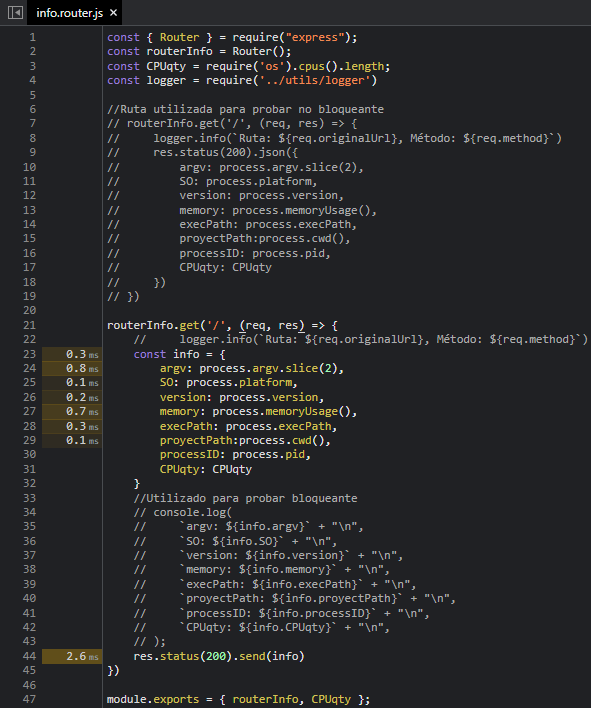 info.router.js ×
1 const { Router } = require("express");
2 const routerInfo = Router();
3 const CPUqty = require('os').cpus().length;
4 const logger = require('../utils/logger')
5
6 //Ruta utilizada para probar no bloqueante
7 // routerInfo.get('/', (req, res) => {
8 //     logger.info(`Ruta: ${req.originalUrl}, Método: ${req.method}`)
9 //     res.status(200).json({
10 //         argv: process.argv.slice(2),
11 //         SO: process.platform,
12 //         version: process.version,
13 //         memory: process.memoryUsage(),
14 //         execPath: process.execPath,
15 //         proyectPath:process.cwd(),
16 //         processID: process.pid,
17 //         CPUqty: CPUqty
18 //     })
19 // })
20
21 routerInfo.get('/', (req, res) => {
22     //     logger.info(`Ruta: ${req.originalUrl}, Método: ${req.method}`)
23 0.3 ms     const info = {
24 0.8 ms         argv: process.argv.slice(2),
25 0.1 ms         SO: process.platform,
26 0.2 ms         version: process.version,
27 0.7 ms         memory: process.memoryUsage(),
28 0.3 ms         execPath: process.execPath,
29 0.1 ms         proyectPath:process.cwd(),
30         processID: process.pid,
31         CPUqty: CPUqty
32     }
33     //Utilizado para probar bloqueante
34     // console.log(
35     //     `argv: ${info.argv}` + "\n",
36     //     `SO: ${info.SO}` + "\n",
37     //     `version: ${info.version}` + "\n",
38     //     `memory: ${info.memory}` + "\n",
39     //     `execPath: ${info.execPath}` + "\n",
40     //     `proyectPath: ${info.proyectPath}` + "\n",
41     //     `processID: ${info.processID}` + "\n",
42     //     `CPUqty: ${info.CPUqty}` + "\n",
43     // );
44 2.6 ms     res.status(200).send(info)
45 })
46
47 module.exports = { routerInfo, CPUqty };